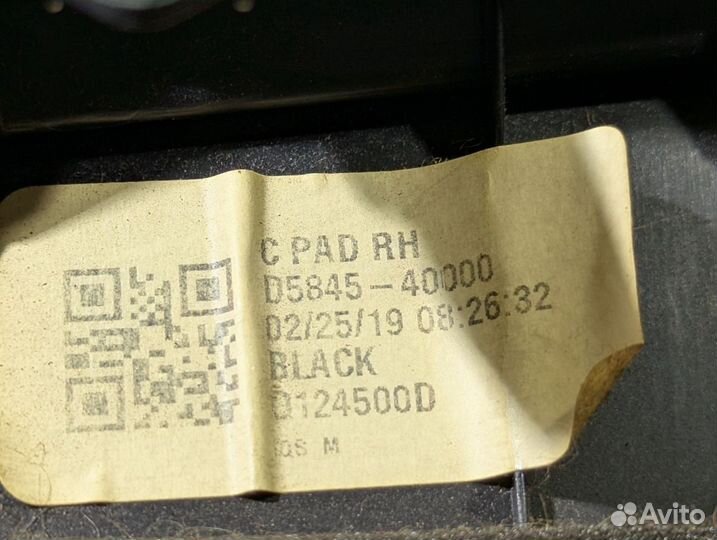 C PAD RH
D5845-40000
02/25/19 08:26:32
BLACK
D124500D
QS M
Avito